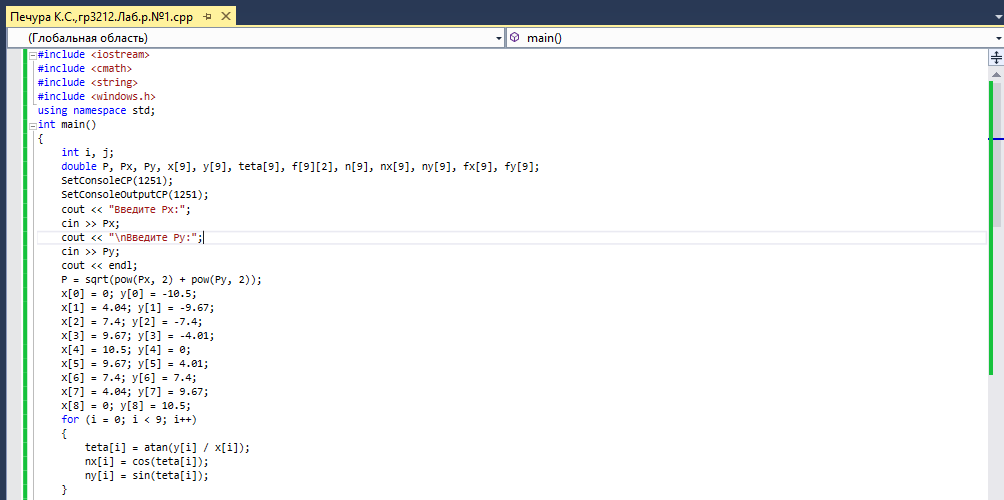 Печура К.С.,гр3212.Лаб.р.№1.cpp
(Глобальная область) main()
#include <iostream>
#include <cmath>
#include <string>
#include <windows.h>
using namespace std;
int main()
{
    int i, j;
    double P, Px, Py, x[9], y[9], teta[9], f[9][2], n[9], nx[9], ny[9], fx[9], fy[9];
    SetConsoleCP(1251);
    SetConsoleOutputCP(1251);
    cout << "Введите Px:";
    cin >> Px;
    cout << "\nВведите Py:";
    cin >> Py;
    cout << endl;
    P = sqrt(pow(Px, 2) + pow(Py, 2));
    x[0] = 0; y[0] = -10.5;
    x[1] = 4.04; y[1] = -9.67;
    x[2] = 7.4; y[2] = -7.4;
    x[3] = 9.67; y[3] = -4.01;
    x[4] = 10.5; y[4] = 0;
    x[5] = 9.67; y[5] = 4.01;
    x[6] = 7.4; y[6] = 7.4;
    x[7] = 4.04; y[7] = 9.67;
    x[8] = 0; y[8] = 10.5;
    for (i = 0; i < 9; i++)
    {
        teta[i] = atan(y[i] / x[i]);
        nx[i] = cos(teta[i]);
        ny[i] = sin(teta[i]);
    }